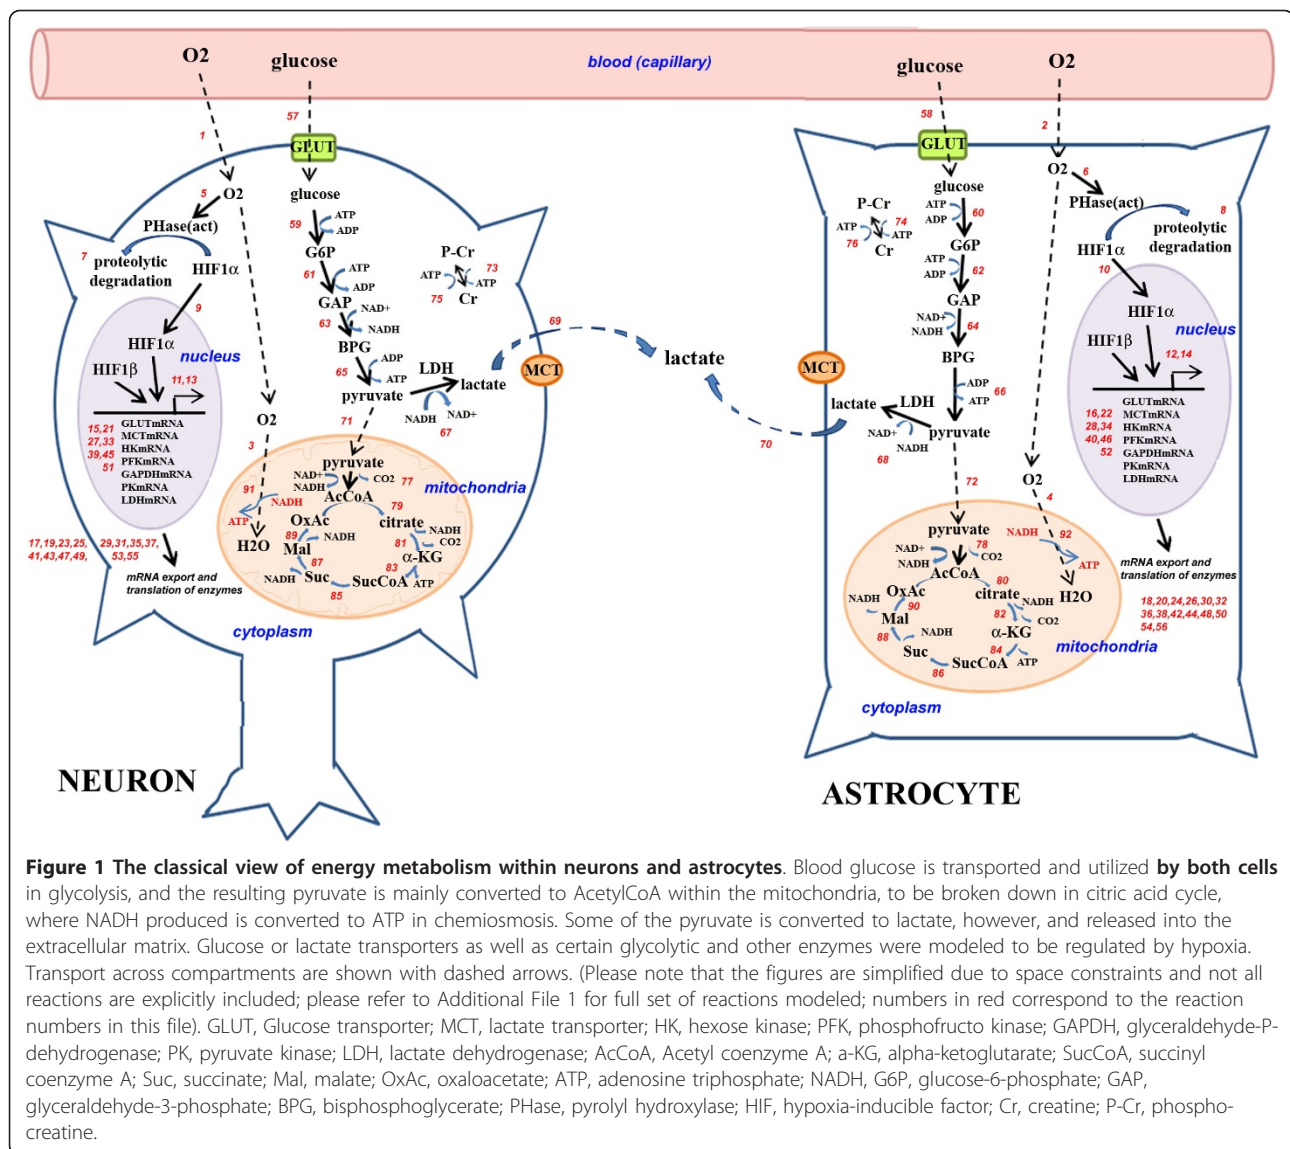 O2
glucose
blood (capillary)
glucose
O2
57
58
1
2
GLUT
GLUT
5
O2
glucose
PHase(act)
59
ATP
ADP
7
proteolytic
degradation
HIF1α
G6P
61
ATP
ADP
P-Cr
73
ATP
ATP
75
Cr
9
GAP
63
NAD+
NADH
BPG
HIF1α
nucleus
HIF1β
11,13
65
ADP
ATP
LDH
pyruvate
lactate
NADH
NAD+
67
69
MCT
GLUTmRNA
MCTmRNA
HKmRNA
PFKmRNA
GAPDHmRNA
PKmRNA
LDHmRNA
15,21
27,33
39,45
51
O2
3
71
pyruvate
NAD+
NADH
CO2
77
mitochondria
AcCoA
91
NADH
ATP
H2O
79
OxAc
citrate
89
NADH
NADH
CO2
81
Mal
α-KG
87
83
NADH
Suc
SucCoA
ATP
85
17,19,23,25,
41,43,47,49,
29,31,35,37,
53,55
mRNA export and
translation of enzymes
cytoplasm
NEURON
lactate
70
O2
6
glucose
PHase(act)
8
proteolytic
degradation
P-Cr
74
ATP
ATP
76
Cr
ATP
ADP
60
G6P
ATP
ADP
62
HIF1α
10
GAP
NAD+
NADH
64
BPG
HIF1α
nucleus
HIF1β
12,14
MCT
ADP
ATP
66
lactate
LDH
NAD+
NADH
68
pyruvate
GLUTmRNA
MCTmRNA
HKmRNA
PFKmRNA
GAPDHmRNA
PKmRNA
LDHmRNA
16,22
28,34
40,46
52
72
O2
4
pyruvate
NADH
92
ATP
NAD+
NADH
78
CO2
AcCoA
80
H2O
OxAc
citrate
90
NADH
82
CO2
Mal
α-KG
88
NADH
84
Suc
SucCoA
ATP
86
mitochondria
mRNA export and
translation of enzymes
18,20,24,26,30,32
36,38,42,44,48,50
54,56
cytoplasm
ASTROCYTE
Figure 1 The classical view of energy metabolism within neurons and astrocytes. Blood glucose is transported and utilized by both cells
in glycolysis, and the resulting pyruvate is mainly converted to AcetylCoA within the mitochondria, to be broken down in citric acid cycle,
where NADH produced is converted to ATP in chemiosmosis. Some of the pyruvate is converted to lactate, however, and released into the
extracellular matrix. Glucose or lactate transporters as well as certain glycolytic and other enzymes were modeled to be regulated by hypoxia.
Transport across compartments are shown with dashed arrows. (Please note that the figures are simplified due to space constraints and not all
reactions are explicitly included; please refer to Additional File 1 for full set of reactions modeled; numbers in red correspond to the reaction
numbers in this file). GLUT, Glucose transporter; MCT, lactate transporter; HK, hexose kinase; PFK, phosphofructo kinase; GAPDH, glyceraldehyde-P-
dehydrogenase; PK, pyruvate kinase; LDH, lactate dehydrogenase; AcCoA, Acetyl coenzyme A; a-KG, alpha-ketoglutarate; SucCoA, succinyl
coenzyme A; Suc, succinate; Mal, malate; OxAc, oxaloacetate; ATP, adenosine triphosphate; NADH, G6P, glucose-6-phosphate; GAP,
glyceraldehyde-3-phosphate; BPG, bisphosphoglycerate; PHase, pyrolyl hydroxylase; HIF, hypoxia-inducible factor; Cr, creatine; P-Cr, phospho-
creatine.